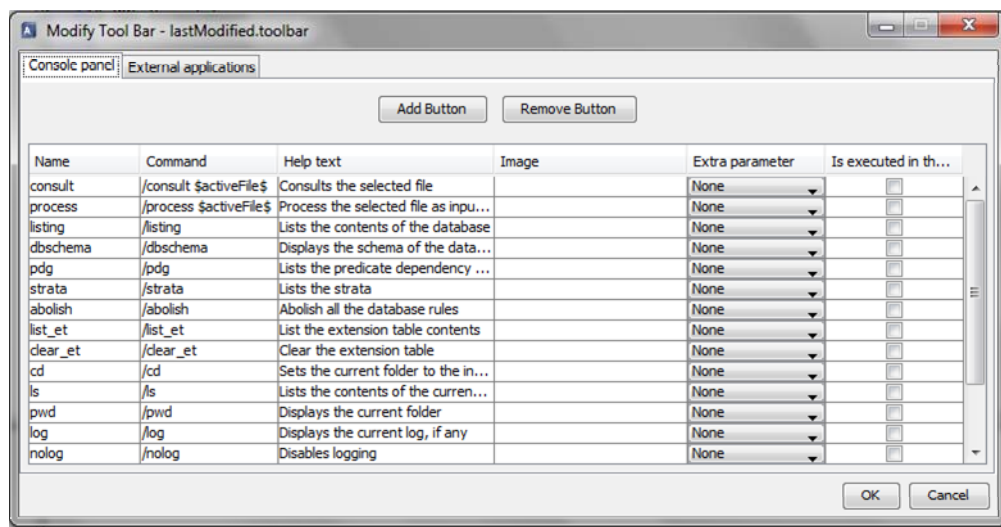 Modify Tool Bar - lastModified.toolbar
Console panel External applications
Add Button Remove Button
Name Command Help text Image Extra parameter Is executed in th...
consult /consult $activeFile$ Consults the selected file None
process /process $activeFile$ Process the selected file as inpu... None
listing /listing Lists the contents of the database None
dbschema /dbschema Displays the schema of the data... None
pdg /pdg Lists the predicate dependency ... None
strata /strata Lists the strata None
abolish /abolish Abolish all the database rules None
list_et /list_et List the extension table contents None
clear_et /clear_et Clear the extension table None
cd /cd Sets the current folder to the in... None
ls /ls Lists the contents of the curren... None
pwd /pwd Displays the current folder None
log /log Displays the current log, if any None
nolog /nolog Disables logging None
OK Cancel